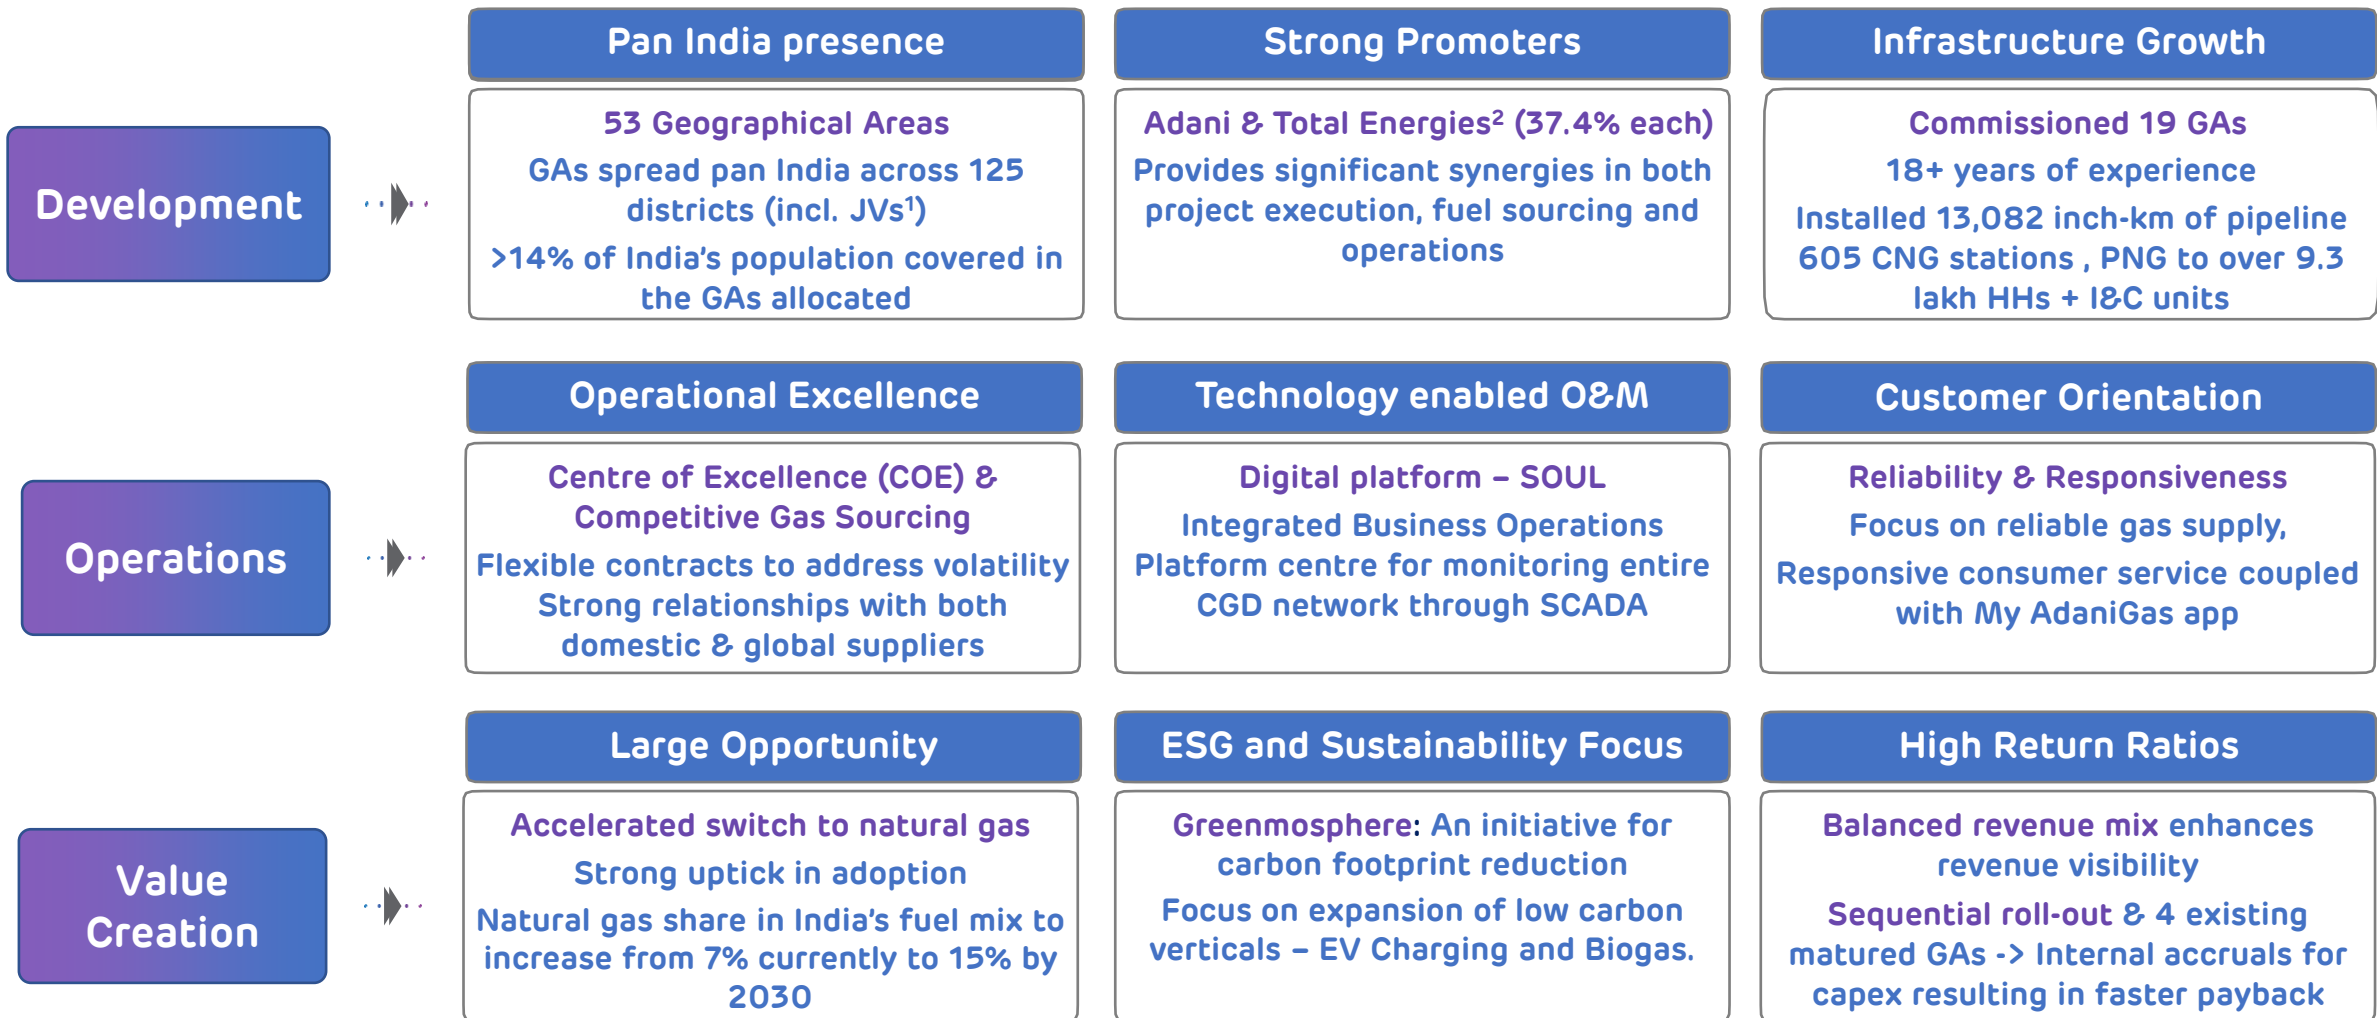 Pan India presence
Strong Promoters
Infrastructure Growth
Development
53 Geographical Areas
GAs spread pan India across 125
districts (incl. JVs¹)
>14% of India's population covered in
the GAs allocated
Adani & Total Energies² (37.4% each)
Provides significant synergies in both
project execution, fuel sourcing and
operations
Commissioned 19 GAs
18+ years of experience
Installed 13,082 inch-km of pipeline
605 CNG stations , PNG to over 9.3
lakh HHs + I&C units
Operational Excellence
Technology enabled O&M
Customer Orientation
Operations
Centre of Excellence (COE) &
Competitive Gas Sourcing
Flexible contracts to address volatility
Strong relationships with both
domestic & global suppliers
Digital platform – SOUL
Integrated Business Operations
Platform centre for monitoring entire
CGD network through SCADA
Reliability & Responsiveness
Focus on reliable gas supply,
Responsive consumer service coupled
with My AdaniGas app
Large Opportunity
ESG and Sustainability Focus
High Return Ratios
Value
Creation
Accelerated switch to natural gas
Strong uptick in adoption
Natural gas share in India's fuel mix to
increase from 7% currently to 15% by
2030
Greenmosphere: An initiative for
carbon footprint reduction
Focus on expansion of low carbon
verticals – EV Charging and Biogas.
Balanced revenue mix enhances
revenue visibility
Sequential roll-out & 4 existing
matured GAs -> Internal accruals for
capex resulting in faster payback